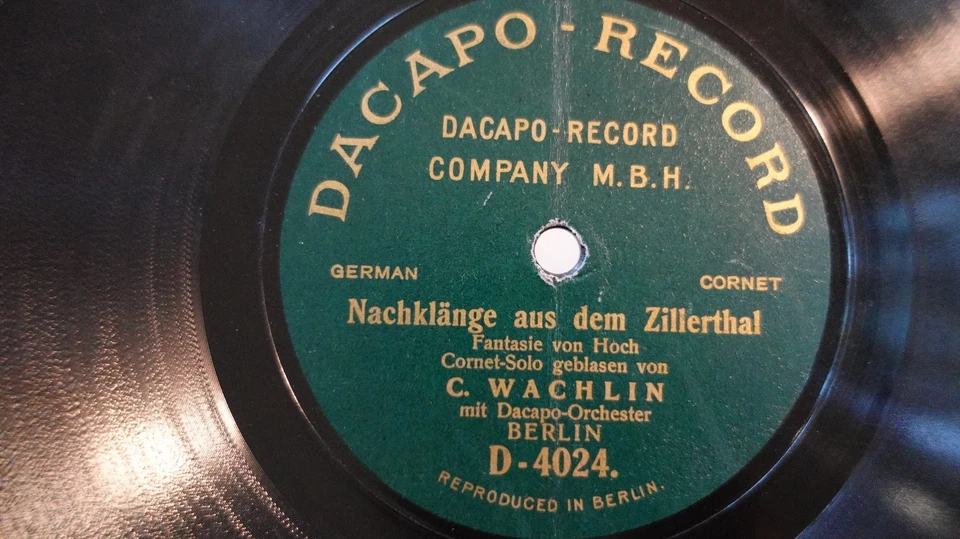 DACAPO-RECORD
DACAPO-RECORD
COMPANY M.B.H.
GERMAN
CORNET
Nachklänge aus dem Zillerthal
Fantasie von Hoch
Cornet-Solo geblasen von
C. WACHLIN
mit Dacapo-Orchester
BERLIN
D-4024.
REPRODUCED IN BERLIN.